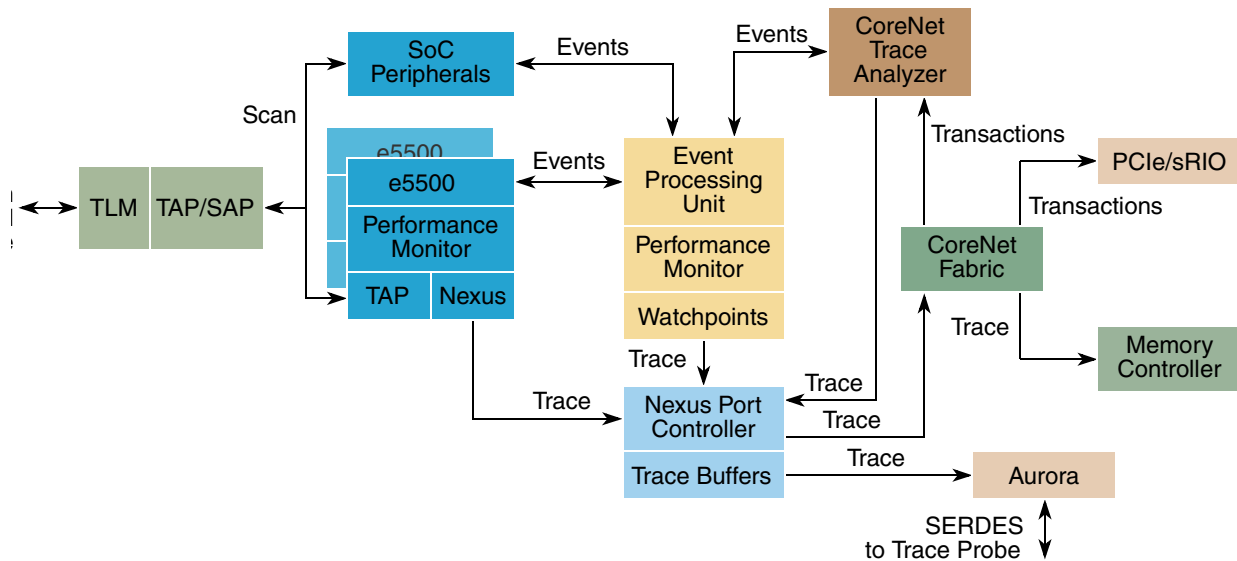 SoC
Peripherals
Events
Events
CoreNet
Trace
Analyzer
Scan
e5500
e5500
Performance
Monitor
TAP
Nexus
Events
Event
Processing
Unit
Performance
Monitor
Watchpoints
Transactions
PCIe/sRIO
Transactions
TLM
TAP/SAP
CoreNet
Fabric
Trace
Memory
Controller
Trace
Trace
Trace
Nexus Port
Controller
Trace
Trace Buffers
Trace
Aurora
SERDES
to Trace Probe